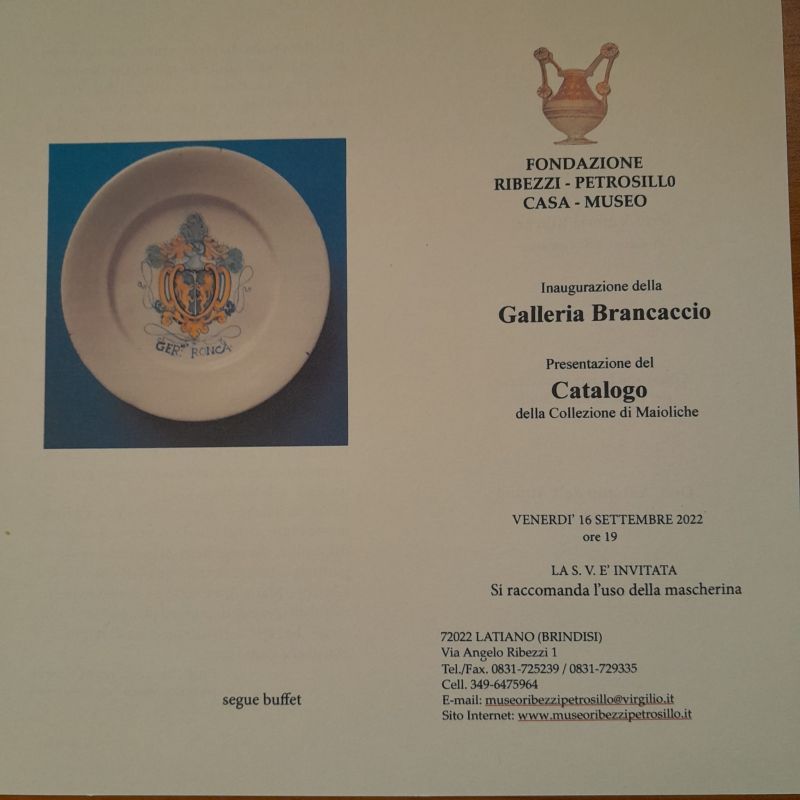 GER.mi RONCA
segue buffet
FONDAZIONE
RIBEZZI - PETROSILL0
CASA - MUSEO
Inaugurazione della
Galleria Brancaccio
Presentazione del
Catalogo
della Collezione di Maioliche
VENERDI' 16 SETTEMBRE 2022
ore 19
LA S. V. E' INVITATA
Si raccomanda l'uso della mascherina
72022 LATIANO (BRINDISI)
Via Angelo Ribezzi 1
Tel./Fax. 0831-725239 / 0831-729335
Cell. 349-6475964
E-mail: museoribezzipetrosillo@virgilio.it
Sito Internet: www.museoribezzipetrosillo.it